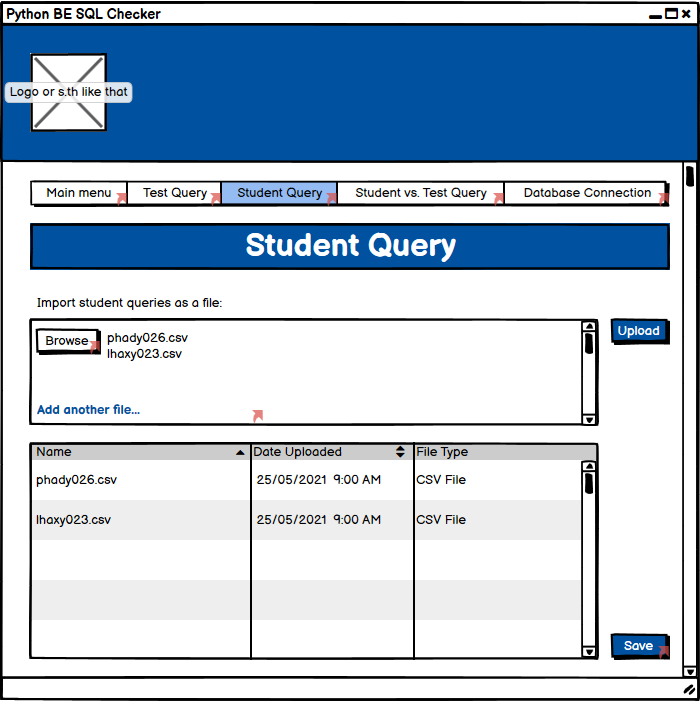 Python BE SQL Checker
Logo or s.th like that
Main menu Test Query Student Query Student vs. Test Query Database Connection
Student Query
Import student queries as a file:
Browse phady026.csv Upload
lhaxy023.csv
Add another file...
Name Date Uploaded File Type
phady026.csv 25/05/2021 9:00 AM CSV File
lhaxy023.csv 25/05/2021 9:00 AM CSV File
Save